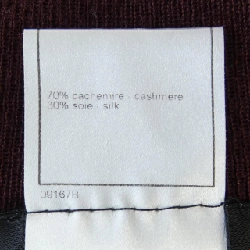 70% cachemire - cashmere
30% soie - silk